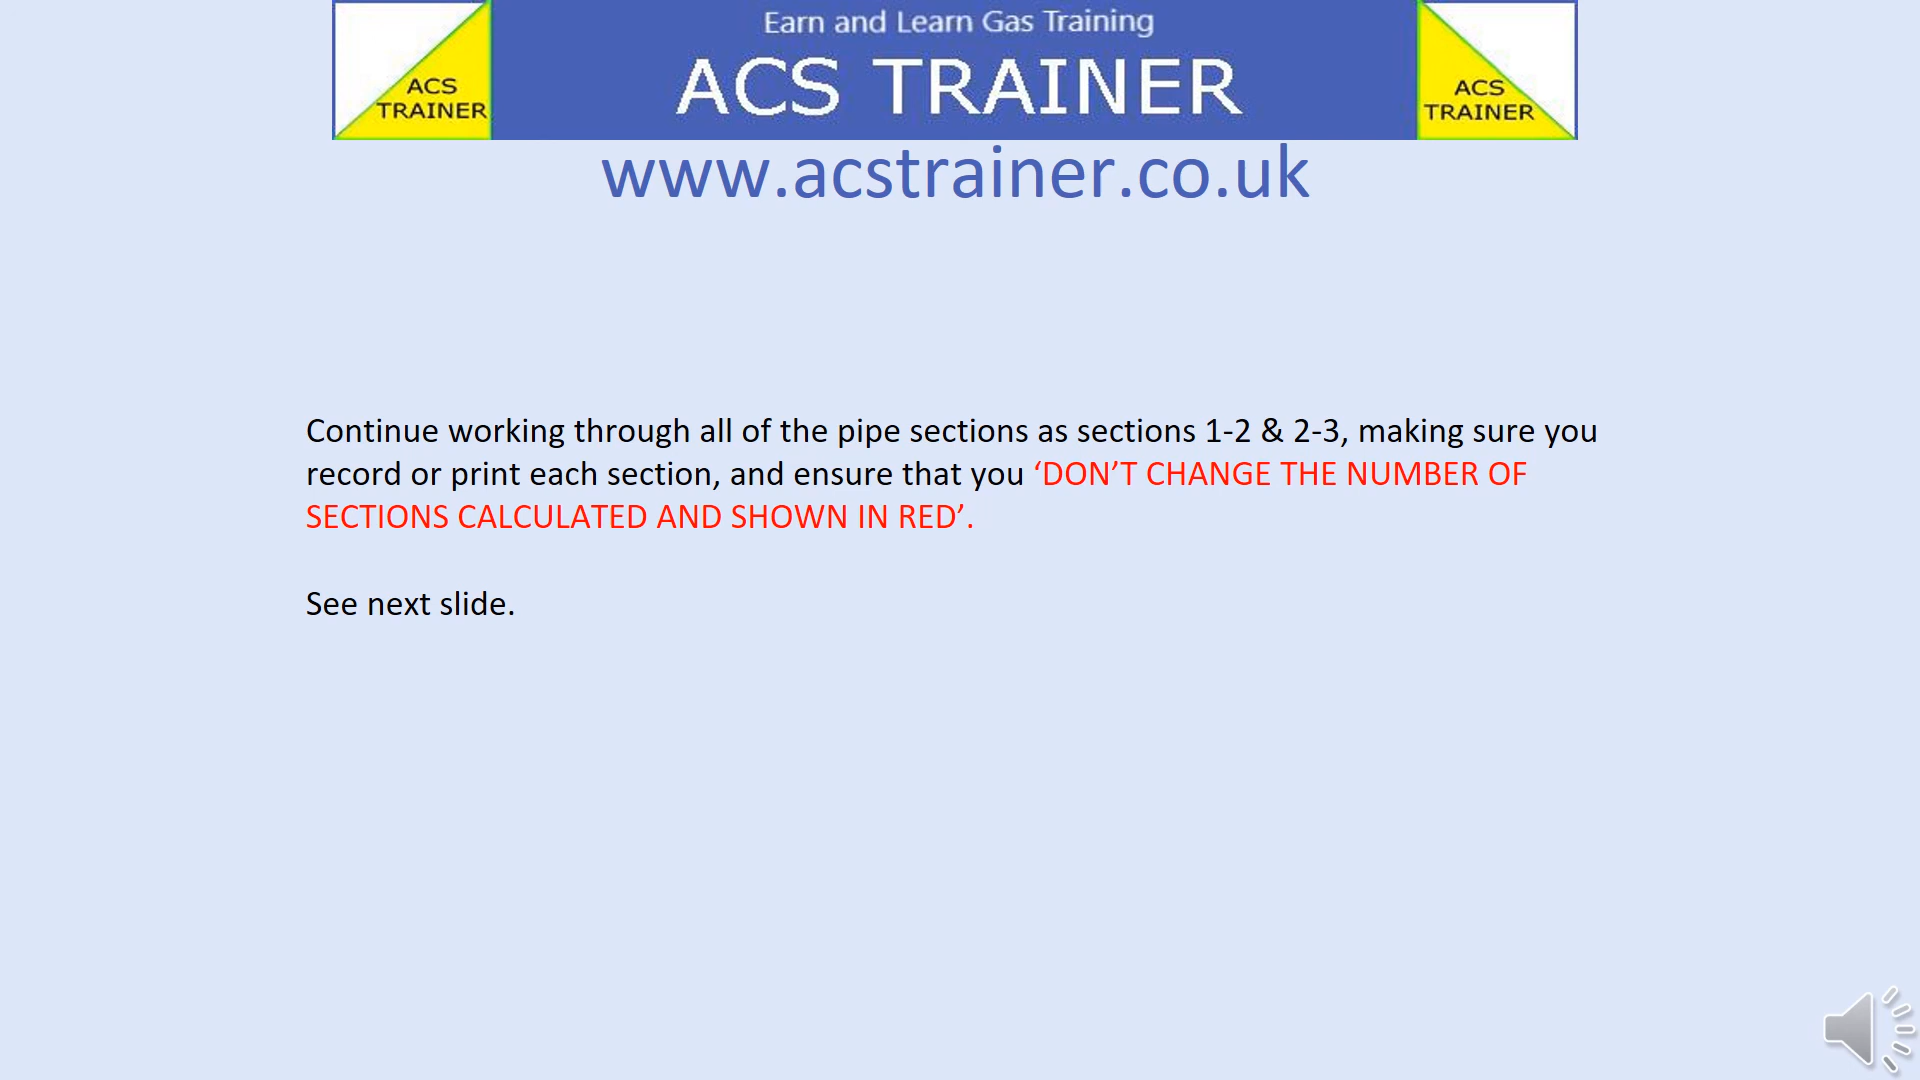 Earn and Learn Gas Training
ACS
TRAINER
ACS TRAINER
ACS
TRAINER
www.acstrainer.co.uk
Continue working through all of the pipe sections as sections 1-2 & 2-3, making sure you
record or print each section, and ensure that you ‘DON’T CHANGE THE NUMBER OF
SECTIONS CALCULATED AND SHOWN IN RED’.
See next slide.